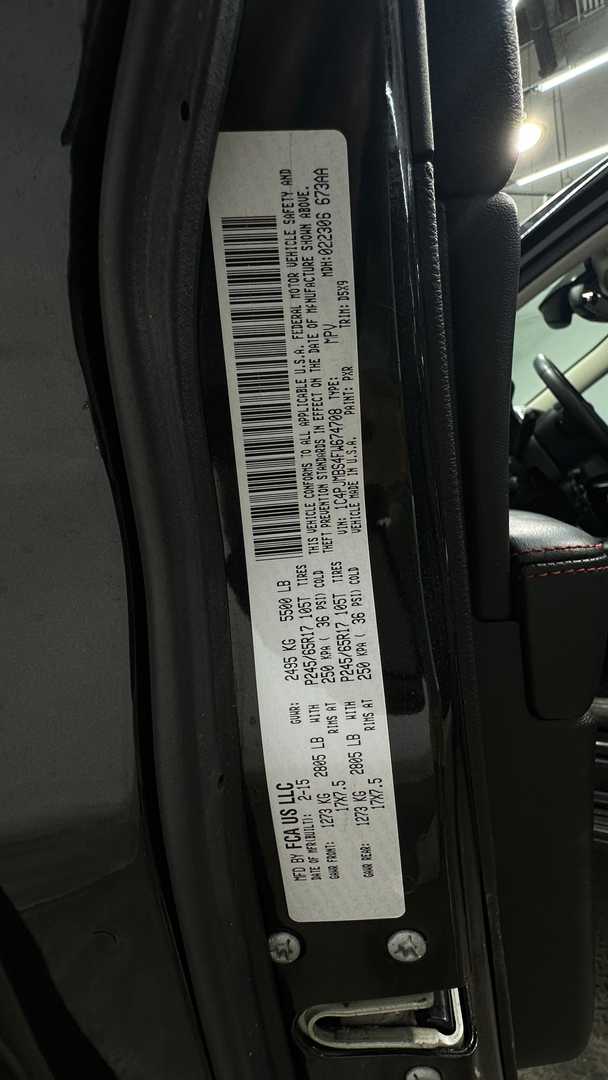 MFD BY FCA US LLC
DATE OF MFR(BUILT): 2-15 GVWR: 2495 KG 5500 LB
GAWR FRONT: 1273 KG 2805 LB WITH P245/65R17 105T TIRES
17X7.5 RIMS AT 250 KPA ( 36 PSI) COLD
GAWR REAR: 1273 KG 2805 LB WITH P245/65R17 105T TIRES
17X7.5 RIMS AT 250 KPA ( 36 PSI) COLD
THIS VEHICLE CONFORMS TO ALL APPLICABLE U.S.A. FEDERAL MOTOR VEHICLE SAFETY AND
THEFT PREVENTION STANDARDS IN EFFECT ON THE DATE OF MANUFACTURE SHOWN ABOVE.
VIN: 1C4PJMBS4FW674708 TYPE: MPV MDH:022306 673AA
VEHICLE MADE IN U.S.A. PAINT: PXR TRIM: D5X9